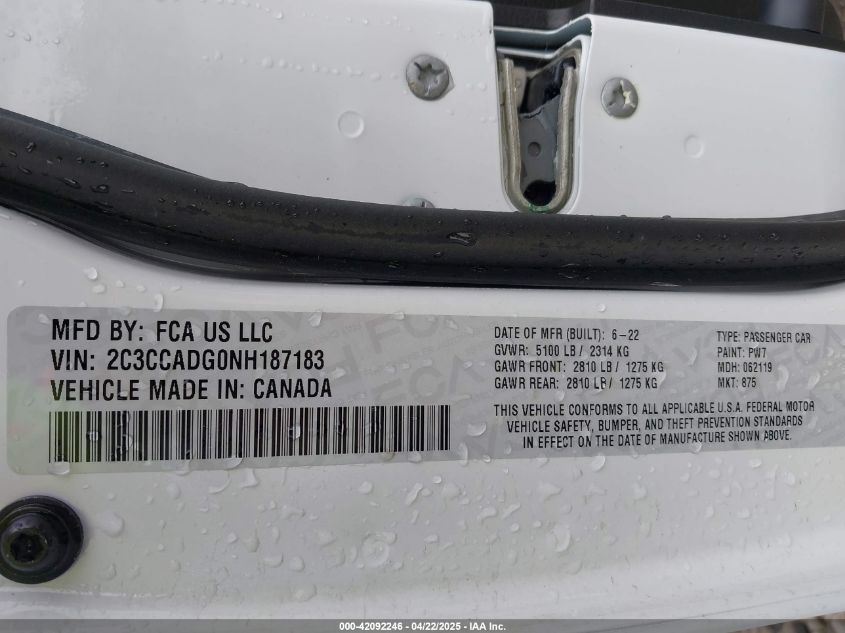 MFD BY: FCA US LLC
VIN: 2C3CCADG0NH187183
VEHICLE MADE IN: CANADA
DATE OF MFR (BUILT): 6-22
GVWR: 5100 LB / 2314 KG
GAWR FRONT: 2810 LB / 1275 KG
GAWR REAR: 2810 LB / 1275 KG
TYPE: PASSENGER CAR
PAINT: PW7
MDH: 062119
MKT: 875
THIS VEHICLE CONFORMS TO ALL APPLICABLE U.S.A. FEDERAL MOTOR
VEHICLE SAFETY, BUMPER, AND THEFT PREVENTION STANDARDS
IN EFFECT ON THE DATE OF MANUFACTURE SHOWN ABOVE.
000-42092246 - 04/22/2025 - IAA Inc.